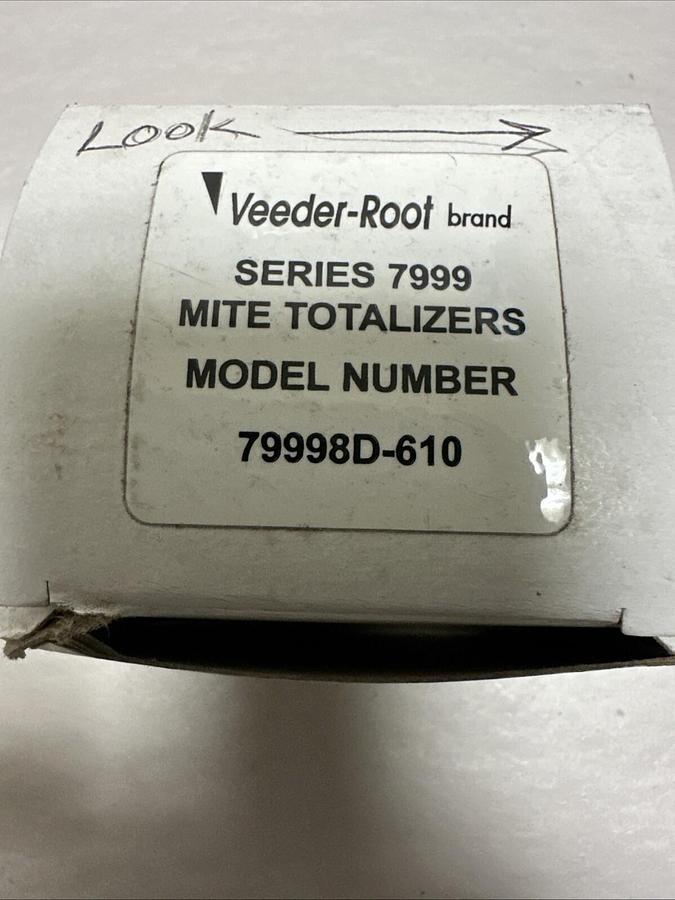 LOOK
Veeder-Root brand
SERIES 7999
MITE TOTALIZERS
MODEL NUMBER
79998D-610